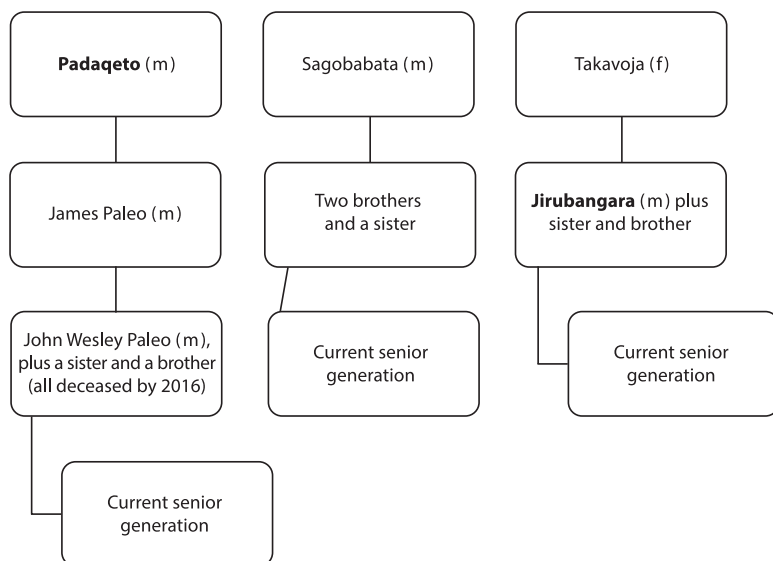 Padaqeto (m)
Sagobabata (m)
Takavoja (f)
James Paleo (m)
Two brothers
and a sister
Jirubangara (m) plus
sister and brother
John Wesley Paleo (m),
plus a sister and a brother
(all deceased by 2016)
Current senior
generation
Current senior
generation
Current senior
generation